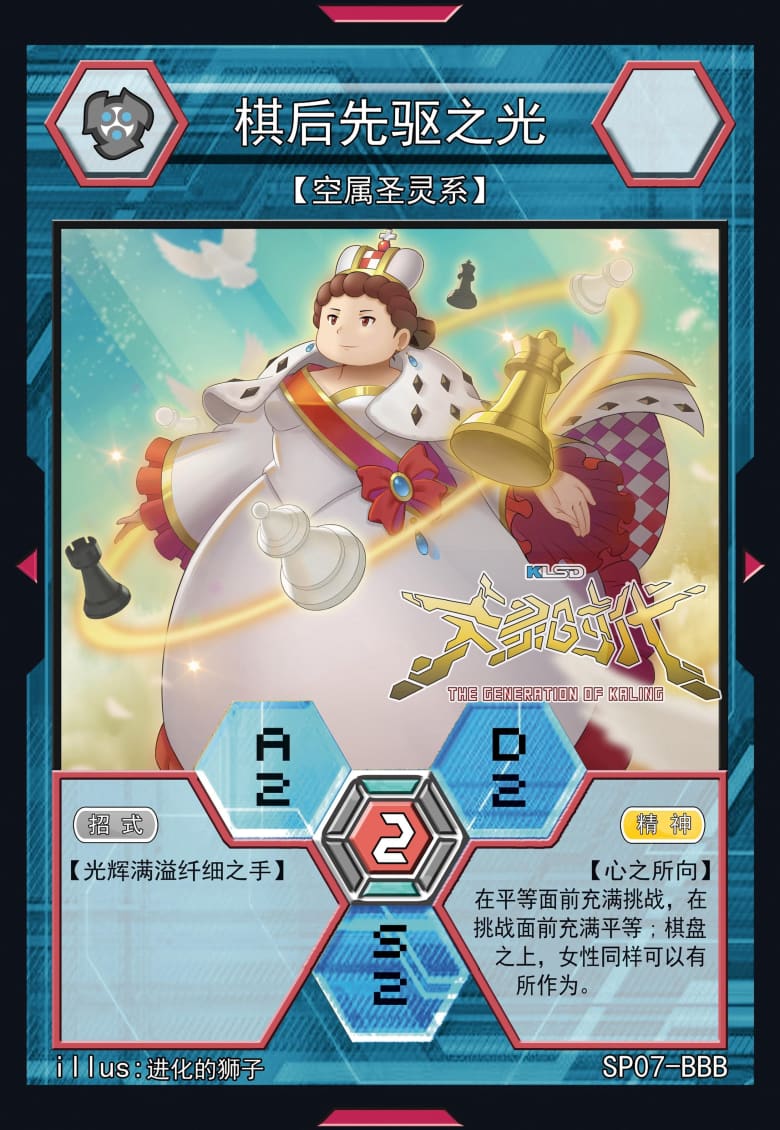 棋后先驱之光
【空属圣灵系】
KLSD
THE GENERATION OF KALING
A
2
D
2
2
S
2
招式
【光辉满溢纤细之手】
精神
【心之所向】
在平等面前充满挑战，在
挑战面前充满平等；棋盘
之上，女性同样可以有
所作为。
illus:进化的狮子
SP07-BBB